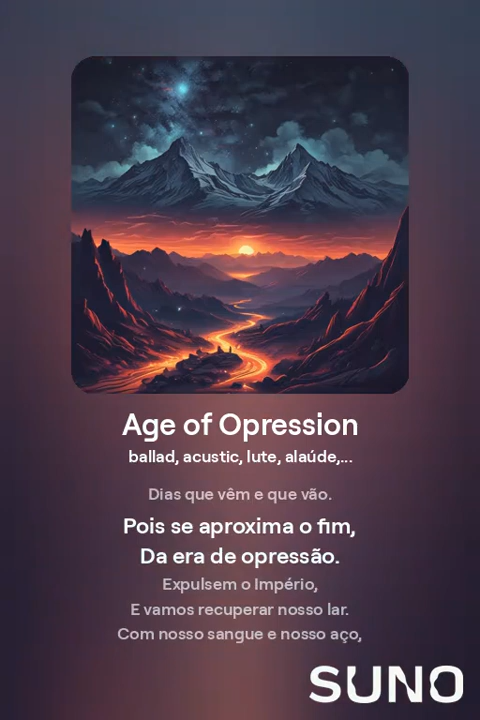 Age of Opression
ballad, acustic, lute, alaúde,...
Dias que vêm e que vão.
Pois se aproxima o fim,
Da era de opressão.
Expulsem o Império,
E vamos recuperar nosso lar.
Com nosso sangue e nosso aço,
SUNO